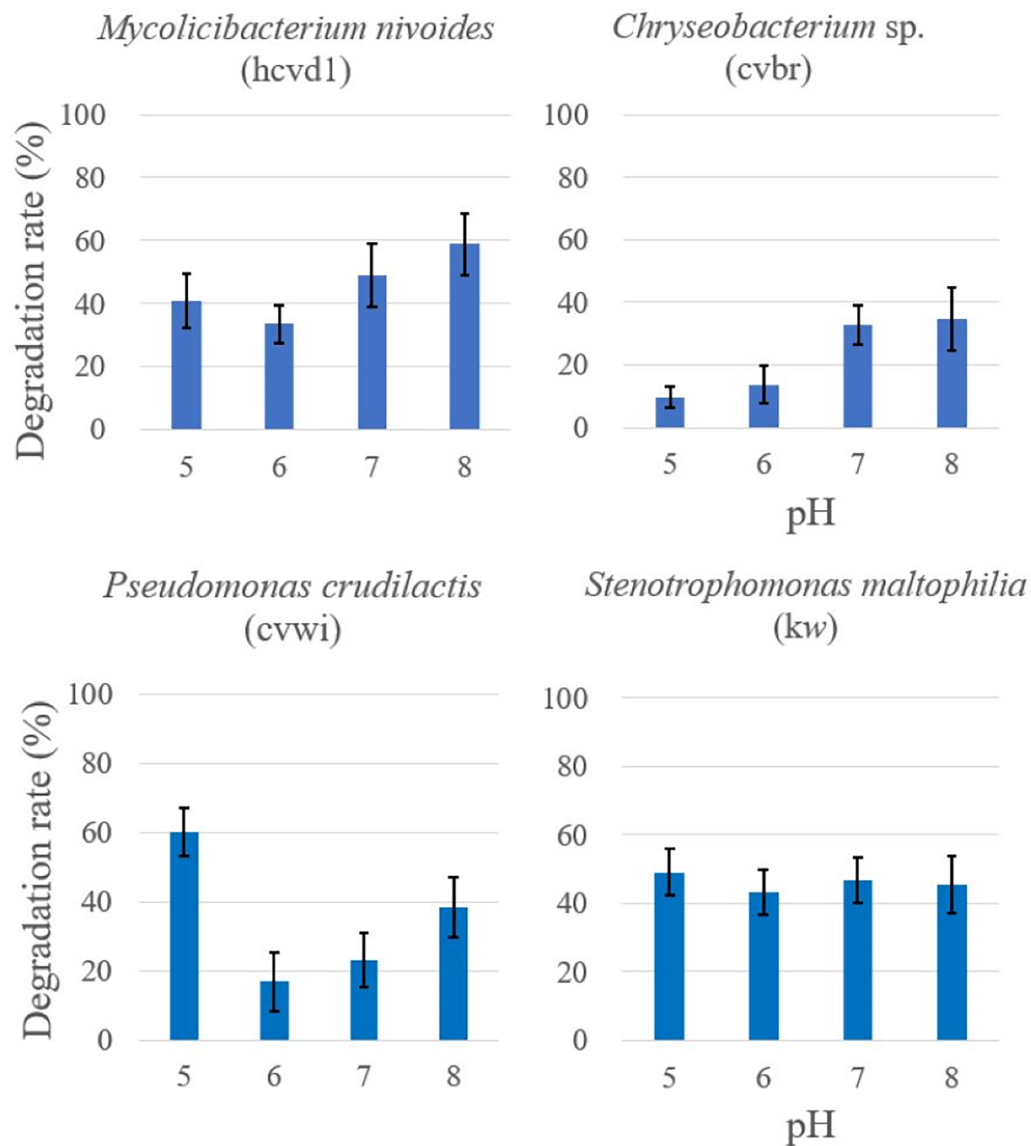 Mycolicibacterium nivoides
(hcvd1)
Degradation rate (%)
100
80
60
40
20
0
5 6 7 8
Chryseobacterium sp.
(cvbr)
100
80
60
40
20
0
5 6 7 8
pH
Pseudomonas crudilactis
(cvwi)
Degradation rate (%)
100
80
60
40
20
0
5 6 7 8
Stenotrophomonas maltophilia
(kw)
100
80
60
40
20
0
5 6 7 8
pH